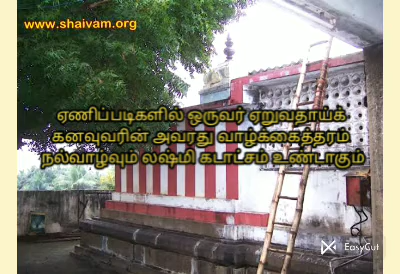 www.shaivam.org
ஏணிப்படிகளில் ஒருவர் ஏறுவதாய்க்
கனவுவரின் அவரது வாழ்க்கைத்தரம்
நல்வாழவும் லஷ்மி கடாட்சம் உண்டாகும்
EasyCut